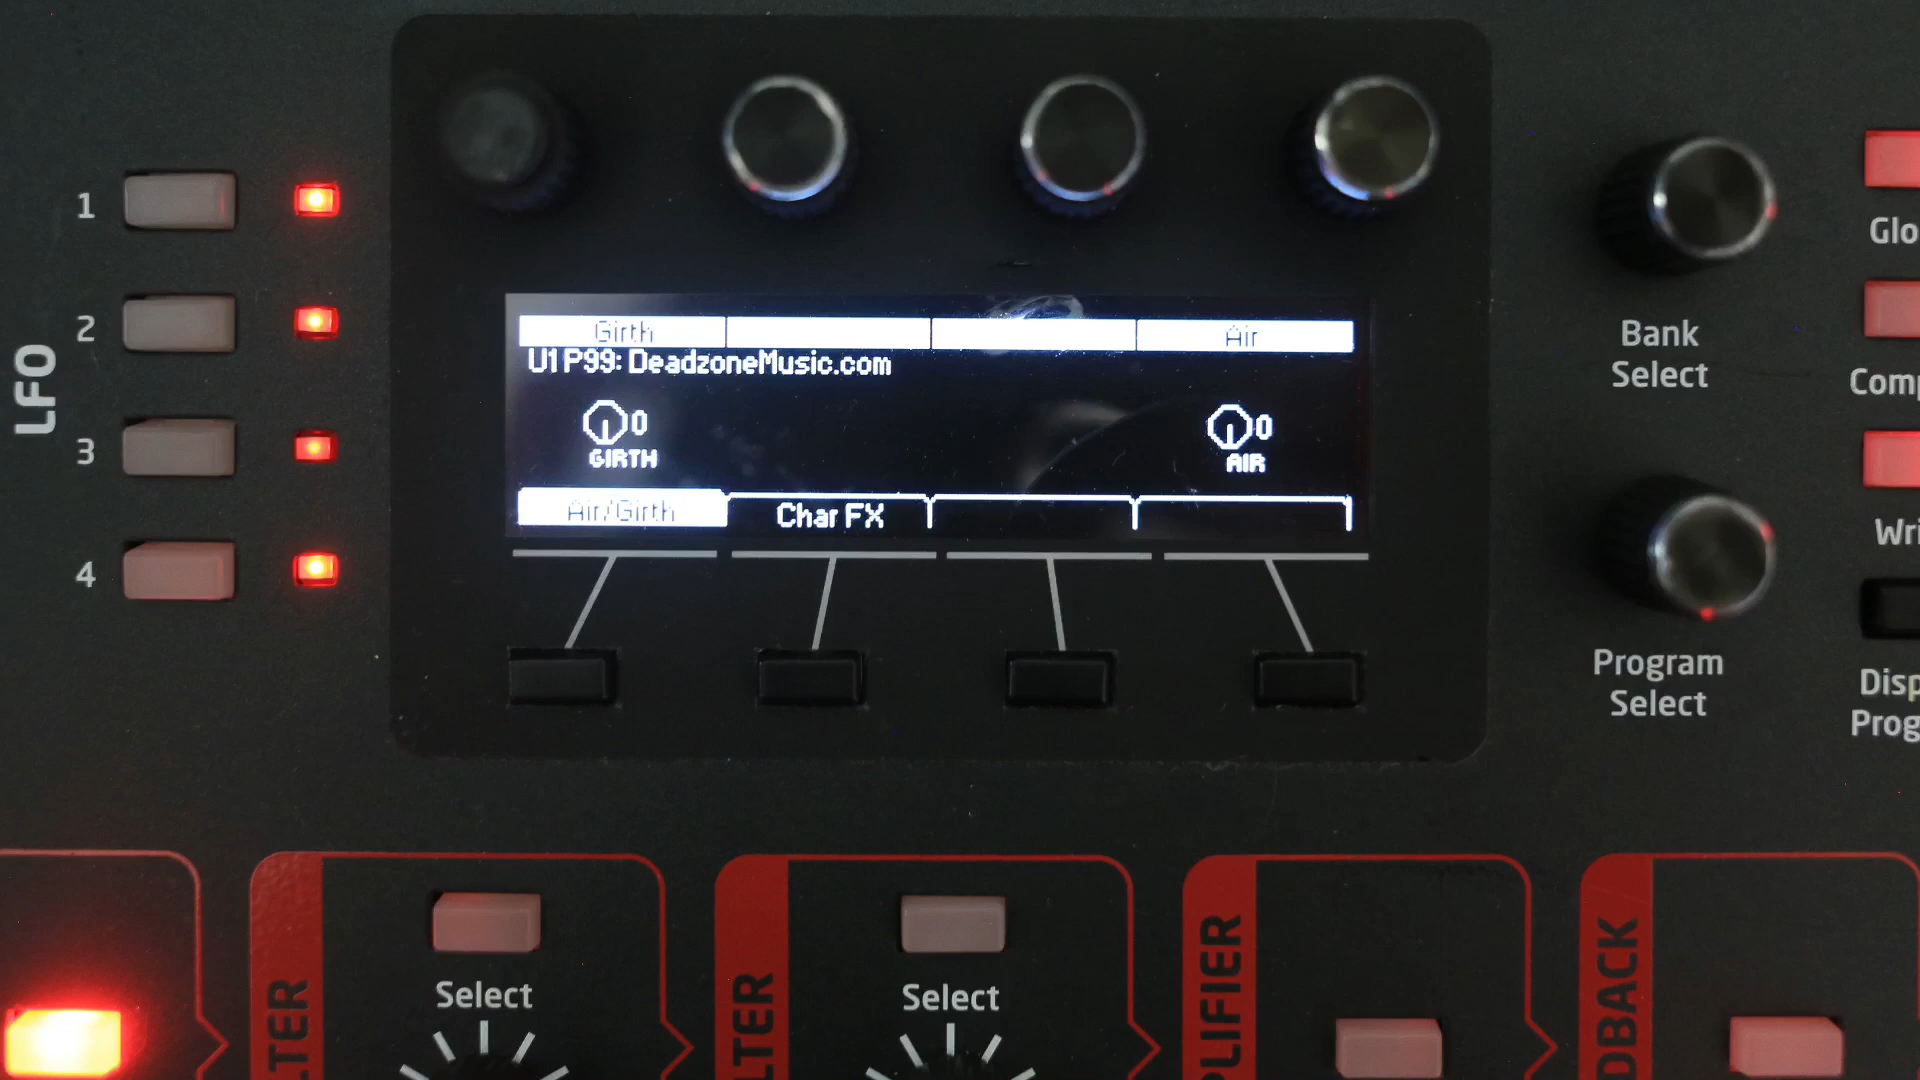 LFO
1
2
3
4
Girth
Air
U1 P99: DeadzoneMusic.com
0
GIRTH
0
AIR
Air/Girth
Char FX
Bank
Select
Program
Select
Glo
Comp
Wri
Disp
Prog
LTER
Select
LTER
Select
PLIFIER
DBACK